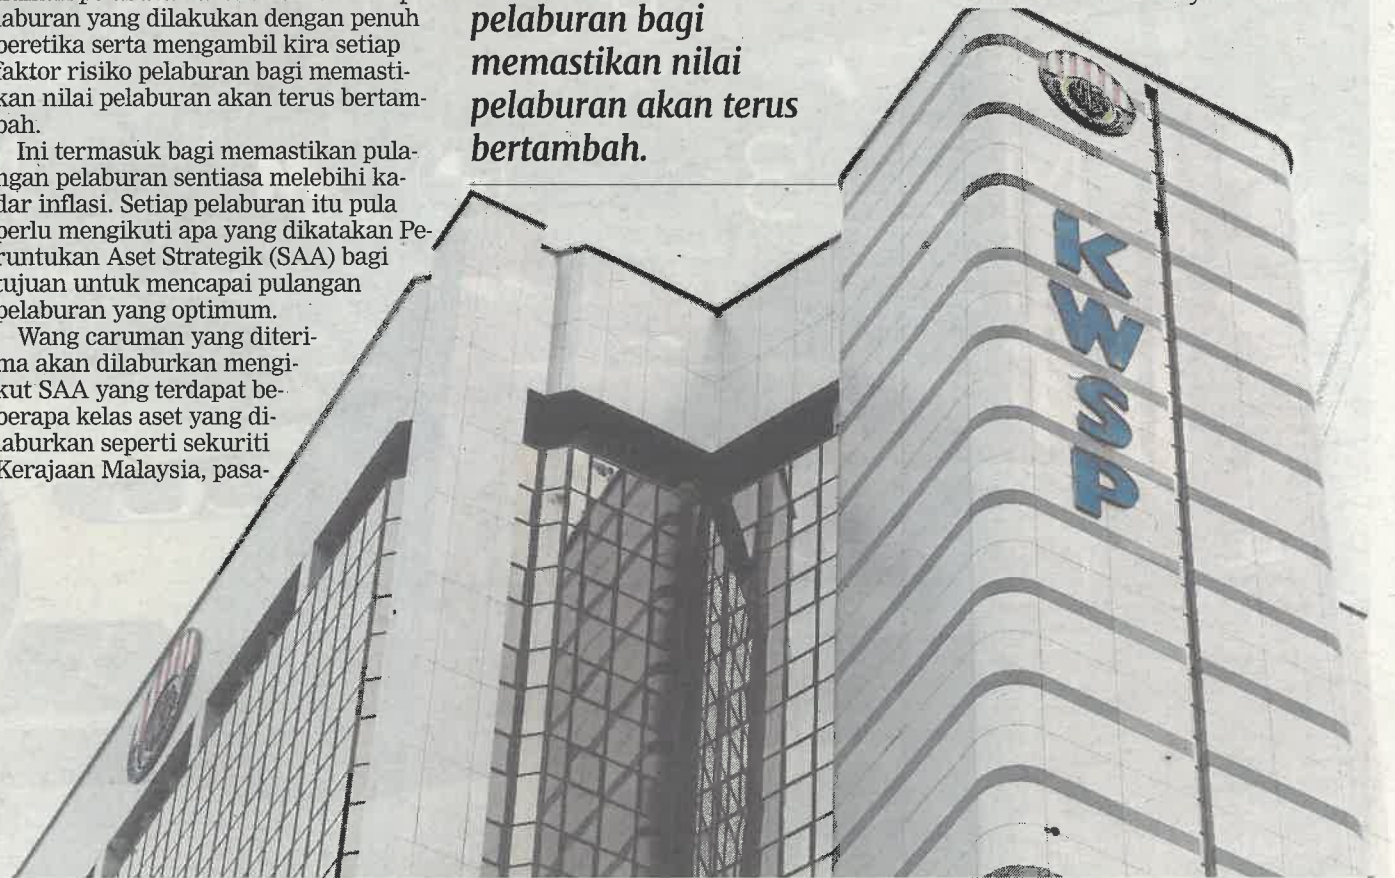 laburan yang dilakukan dengan penuh
beretika serta mengambil kira setiap
faktor risiko pelaburan bagi memasti-
kan nilai pelaburan akan terus bertam-
bah.
Ini termasuk bagi memastikan pula-
ngan pelaburan sentiasa melebihi ka-
dar inflasi. Setiap pelaburan itu pula
perlu mengikuti apa yang dikatakan Pe-
runtukan Aset Strategik (SAA) bagi
tujuan untuk mencapai pulangan
pelaburan yang optimum.
Wang caruman yang diteri-
ma akan dilaburkan mengi-
kut SAA yang terdapat be-
berapa kelas aset yang di-
laburkan seperti sekuriti
Kerajaan Malaysia, pasa-
pelaburan bagi
memastikan nilai
pelaburan akan terus
bertambah.
KWSP